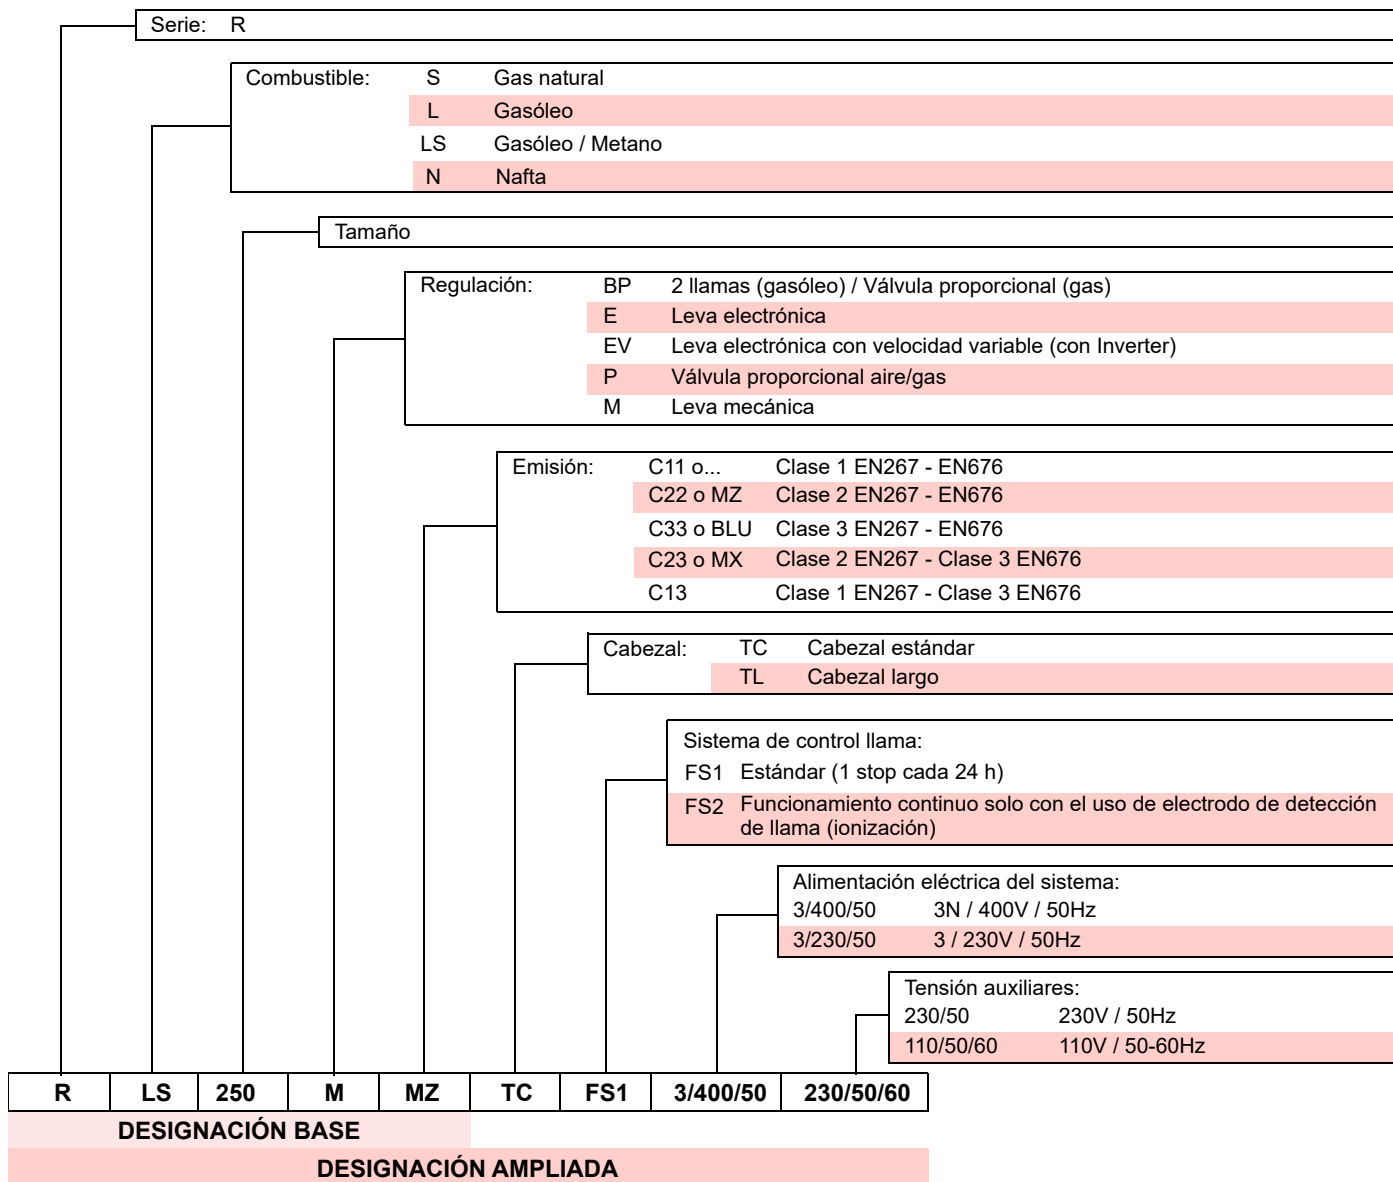 Serie: R
Combustible: S Gas natural
L Gasóleo
LS Gasóleo / Metano
N Nafta
Tamaño
Regulación: BP 2 llamas (gasóleo) / Válvula proporcional (gas)
E Leva electrónica
EV Leva electrónica con velocidad variable (con Inverter)
P Válvula proporcional aire/gas
M Leva mecánica
Emisión: C11 o... Clase 1 EN267 - EN676
C22 o MZ Clase 2 EN267 - EN676
C33 o BLU Clase 3 EN267 - EN676
C23 o MX Clase 2 EN267 - Clase 3 EN676
C13 Clase 1 EN267 - Clase 3 EN676
Cabezal: TC Cabezal estándar
TL Cabezal largo
Sistema de control llama:
FS1 Estándar (1 stop cada 24 h)
FS2 Funcionamiento continuo solo con el uso de electrodo de detección
de llama (ionización)
Alimentación eléctrica del sistema:
3/400/50 3N / 400V / 50Hz
3/230/50 3 / 230V / 50Hz
Tensión auxiliares:
230/50 230V / 50Hz
110/50/60 110V / 50-60Hz
R LS 250 M MZ TC FS1 3/400/50 230/50/60
DESIGNACIÓN BASE
DESIGNACIÓN AMPLIADA